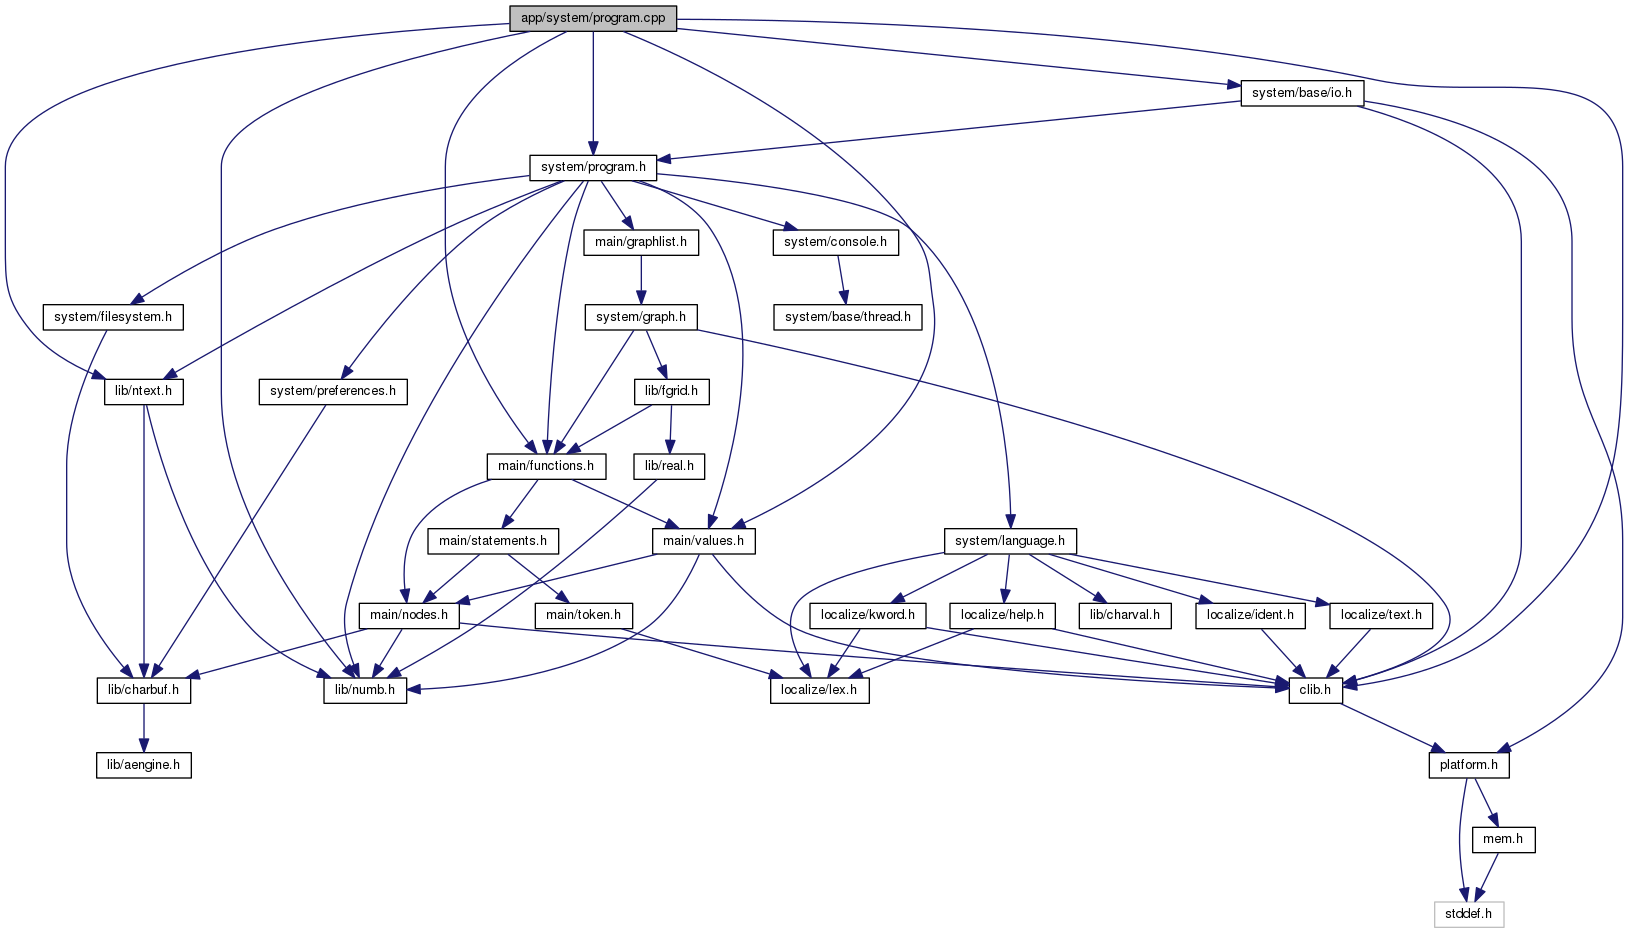 app/system/program.cpp
system/base/io.h
system/program.h
main/graphlist.h
system/console.h
system/filesystem.h
system/graph.h
system/base/thread.h
lib/ntext.h
system/preferences.h
lib/fgrid.h
main/functions.h
lib/real.h
main/statements.h
main/values.h
system/language.h
main/nodes.h
main/token.h
localize/kword.h
localize/help.h
lib/charval.h
localize/ident.h
localize/text.h
lib/charbuf.h
lib/numb.h
localize/lex.h
clib.h
lib/aengine.h
platform.h
mem.h
stddef.h